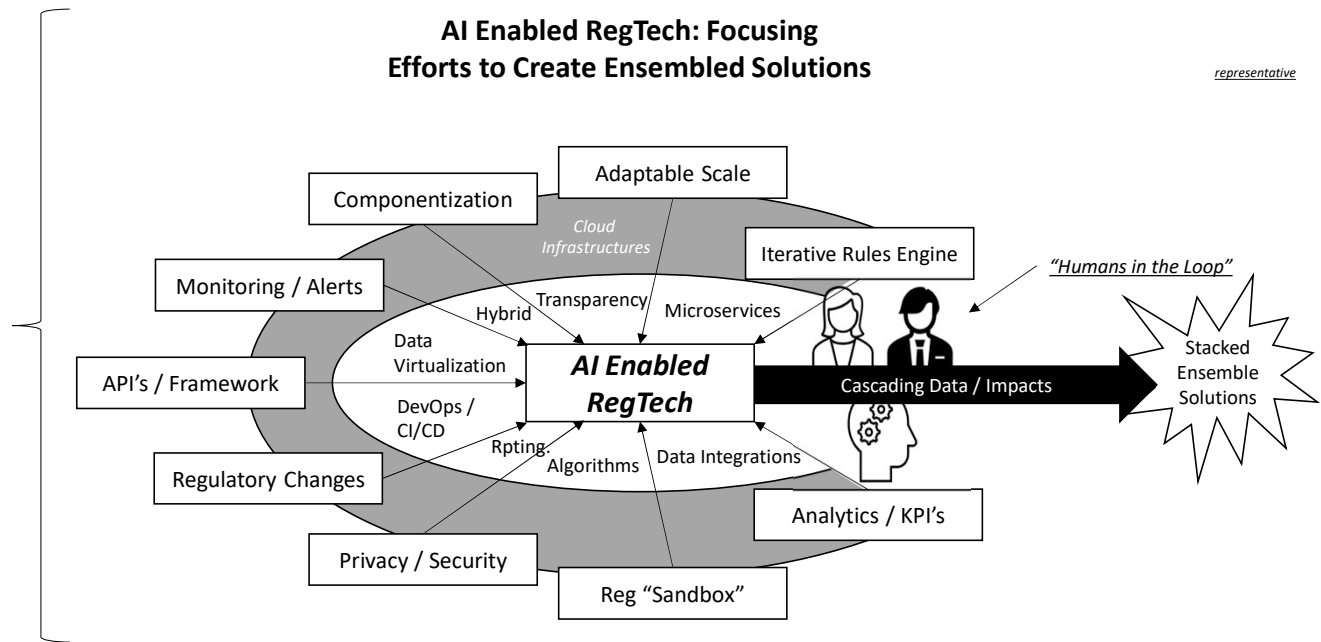 AI Enabled RegTech: Focusing
Efforts to Create Ensembled Solutions
representative
Adaptable Scale
Componentization
Cloud
Infrastructures
Iterative Rules Engine
"Humans in the Loop"
Monitoring / Alerts
Transparency
Hybrid
Microservices
Data
Virtualization
API's / Framework
AI Enabled
RegTech
Cascading Data / Impacts
Stacked
Ensemble
Solutions
DevOps /
CI/CD
Rpting.
Algorithms
Data Integrations
Regulatory Changes
Analytics / KPI's
Privacy / Security
Reg "Sandbox"